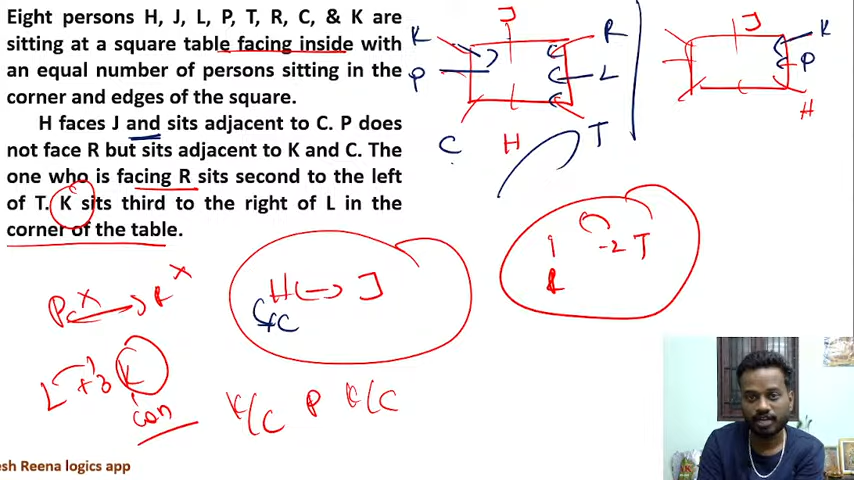 Eight persons H, J, L, P, T, R, C, & K are
sitting at a square table facing inside with
an equal number of persons sitting in the
corner and edges of the square.
H faces J and sits adjacent to C. P does
not face R but sits adjacent to K and C. The
one who is facing R sits second to the left
of T. K sits third to the right of L in the
corner of the table.
J
K R
P L
C H T
J
K
P
H
H ↔ J
C
-2 T
R
P R
L +3 K
con
K/C P K/C
esh Reena logics app